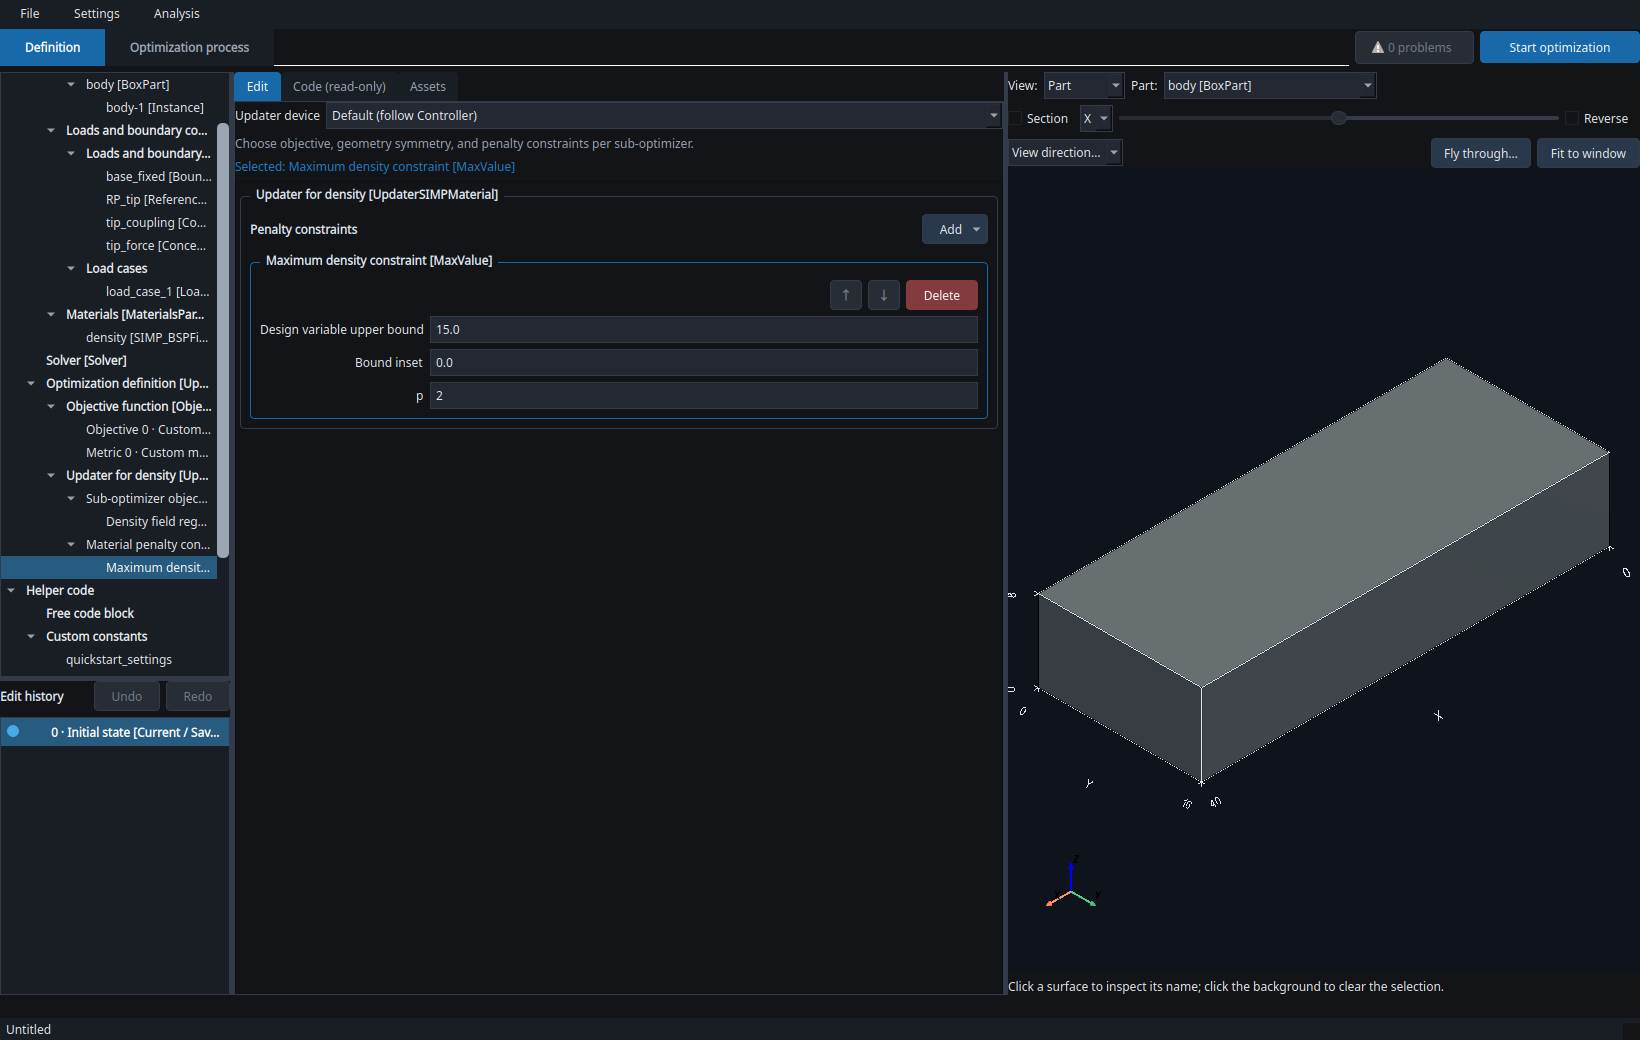 File Settings Analysis
Definition Optimization process 0 problems Start optimization
body [BoxPart]
body-1 [Instance]
Loads and boundary co...
Loads and boundary...
base_fixed [Boun...
RP_tip [Referenc...
tip_coupling [Co...
tip_force [Conce...
Load cases
load_case_1 [Loa...
Materials [MaterialsPar...
density [SIMP_BSPFi...
Solver [Solver]
Optimization definition [Up...
Objective function [Obje...
Objective 0 · Custom...
Metric 0 · Custom m...
Updater for density [Up...
Sub-optimizer objec...
Density field reg...
Material penalty con...
Maximum densit...
Helper code
Free code block
Custom constants
quickstart_settings
Edit history Undo Redo
0 · Initial state [Current / Sav...
Edit Code (read-only) Assets
Updater device Default (follow Controller)
Choose objective, geometry symmetry, and penalty constraints per sub-optimizer.
Selected: Maximum density constraint [MaxValue]
Updater for density [UpdaterSIMPMaterial]
Penalty constraints Add
Maximum density constraint [MaxValue]
↑ ↓ Delete
Design variable upper bound 15.0
Bound inset 0.0
p 2
View: Part Part: body [BoxPart]
Section X Reverse
View direction... Fly through... Fit to window
8
0
0
0
X
Y
15 40
Z
Y
Click a surface to inspect its name; click the background to clear the selection.
Untitled